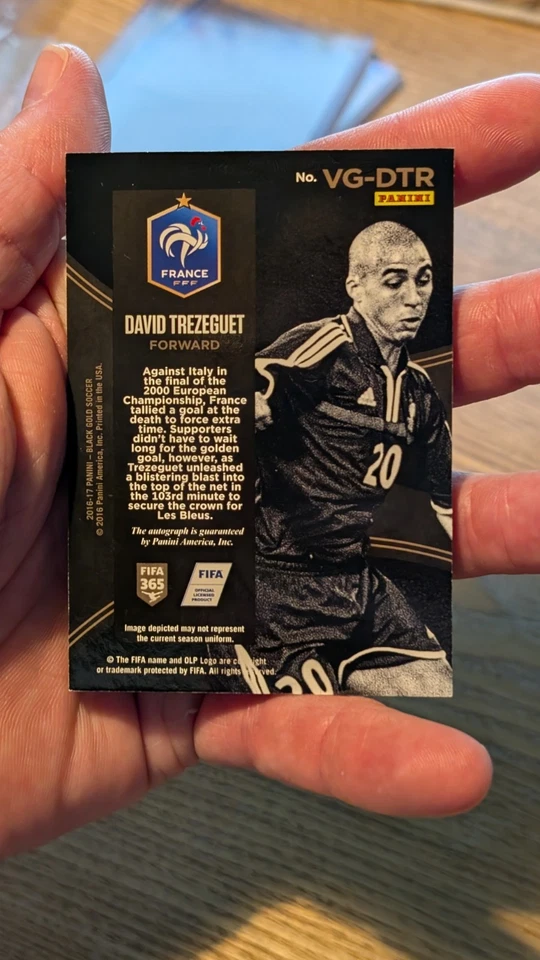 No. VG-DTR
PANINI
FRANCE
FFF
DAVID TREZEGUET
FORWARD
Against Italy in
the final of the
2000 European
Championship, France
tallied a goal at the
death to force extra
time. Supporters
didn't have to wait
long for the golden
goal, however, as
Trezeguet unleashed
a blistering blast into
the top of the net in
the 103rd minute to
secure the crown for
Les Bleus.
The autograph is guaranteed
by Panini America, Inc.
FIFA
365
FIFA
OFFICIAL
LICENSED
PRODUCT
Image depicted may not represent
the current season uniform.
© The FIFA name and OLP Logo are copyright
or trademark protected by FIFA. All rights reserved.
2016-17 PANINI – BLACK GOLD SOCCER
© 2016 Panini America, Inc. Printed in the USA.
20
20